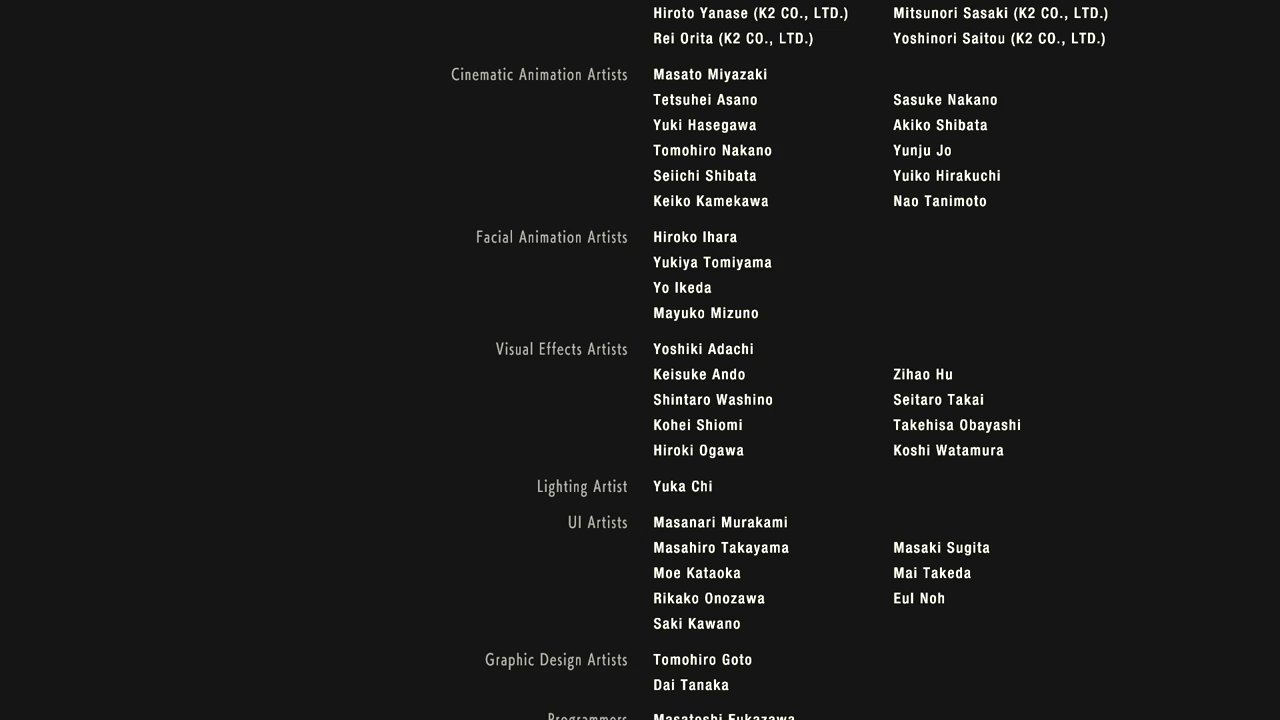 Hiroto Yanase (K2 CO., LTD.) Mitsunori Sasaki (K2 CO., LTD.)
Rei Orita (K2 CO., LTD.) Yoshinori Saitou (K2 CO., LTD.)
Cinematic Animation Artists Masato Miyazaki
Tetsuhei Asano Sasuke Nakano
Yuki Hasegawa Akiko Shibata
Tomohiro Nakano Yunju Jo
Seiichi Shibata Yuiko Hirakuchi
Keiko Kamekawa Nao Tanimoto
Facial Animation Artists Hiroko Ihara
Yukiya Tomiyama
Yo Ikeda
Mayuko Mizuno
Visual Effects Artists Yoshiki Adachi
Keisuke Ando Zihao Hu
Shintaro Washino Seitaro Takai
Kohei Shiomi Takehisa Obayashi
Hiroki Ogawa Koshi Watamura
Lighting Artist Yuka Chi
UI Artists Masanari Murakami
Masahiro Takayama Masaki Sugita
Moe Kataoka Mai Takeda
Rikako Onozawa Eul Noh
Saki Kawano
Graphic Design Artists Tomohiro Goto
Dai Tanaka
Programmers Masatoshi Fukazawa